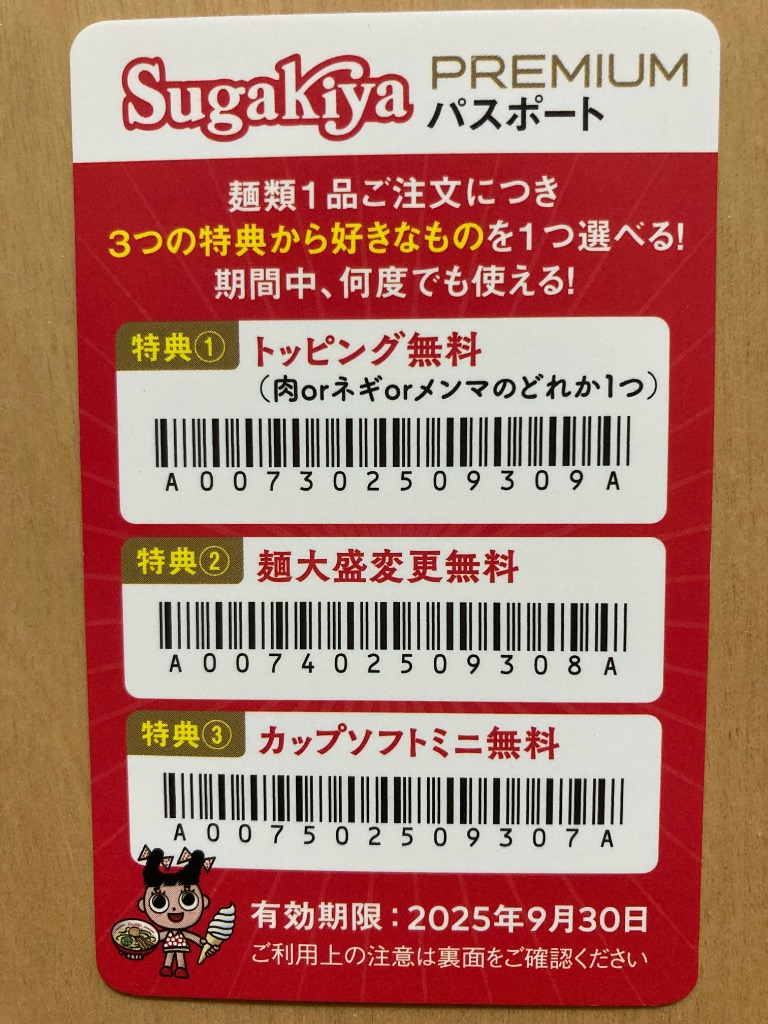 Sugakiya PREMIUM
パスポート
麺類1品ご注文につき
3つの特典から好きなものを1つ選べる!
期間中、何度でも使える!
特典① トッピング無料
(肉orネギorメンマのどれか1つ)
A007302509309A
特典② 麺大盛変更無料
A007402509308A
特典③ カップソフトミニ無料
A007502509307A
有効期限:2025年9月30日
ご利用上の注意は裏面をご確認ください